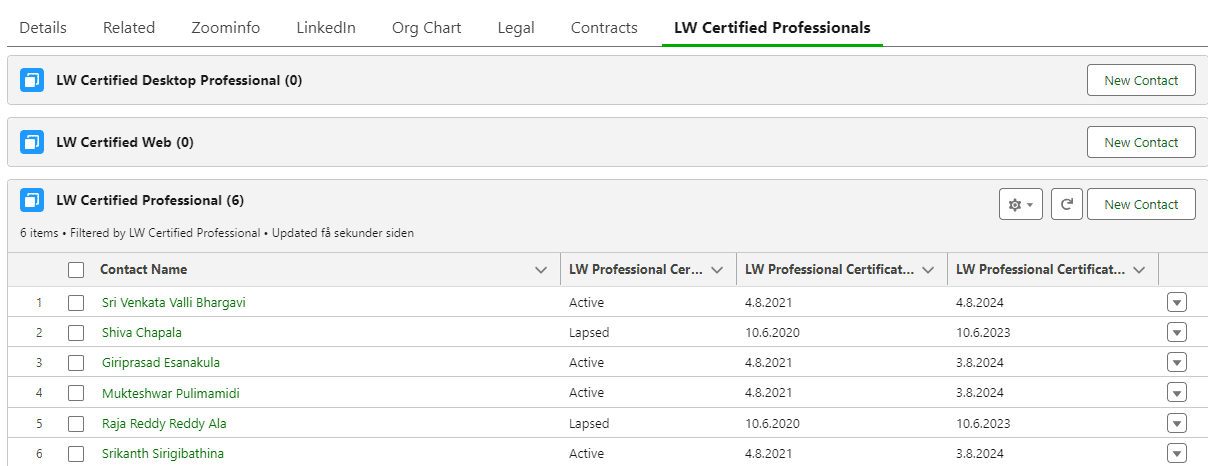 Details Related Zoominfo LinkedIn Org Chart Legal Contracts LW Certified Professionals
LW Certified Desktop Professional (0) New Contact
LW Certified Web (0) New Contact
LW Certified Professional (6) New Contact
6 items • Filtered by LW Certified Professional • Updated få sekunder siden
Contact Name LW Professional Cer... LW Professional Certificat... LW Professional Certificat...
1 Sri Venkata Valli Bhargavi Active 4.8.2021 4.8.2024
2 Shiva Chapala Lapsed 10.6.2020 10.6.2023
3 Giriprasad Esanakula Active 4.8.2021 3.8.2024
4 Mukteshwar Pulimamidi Active 4.8.2021 3.8.2024
5 Raja Reddy Reddy Ala Lapsed 10.6.2020 10.6.2023
6 Srikanth Sirigibathina Active 4.8.2021 3.8.2024